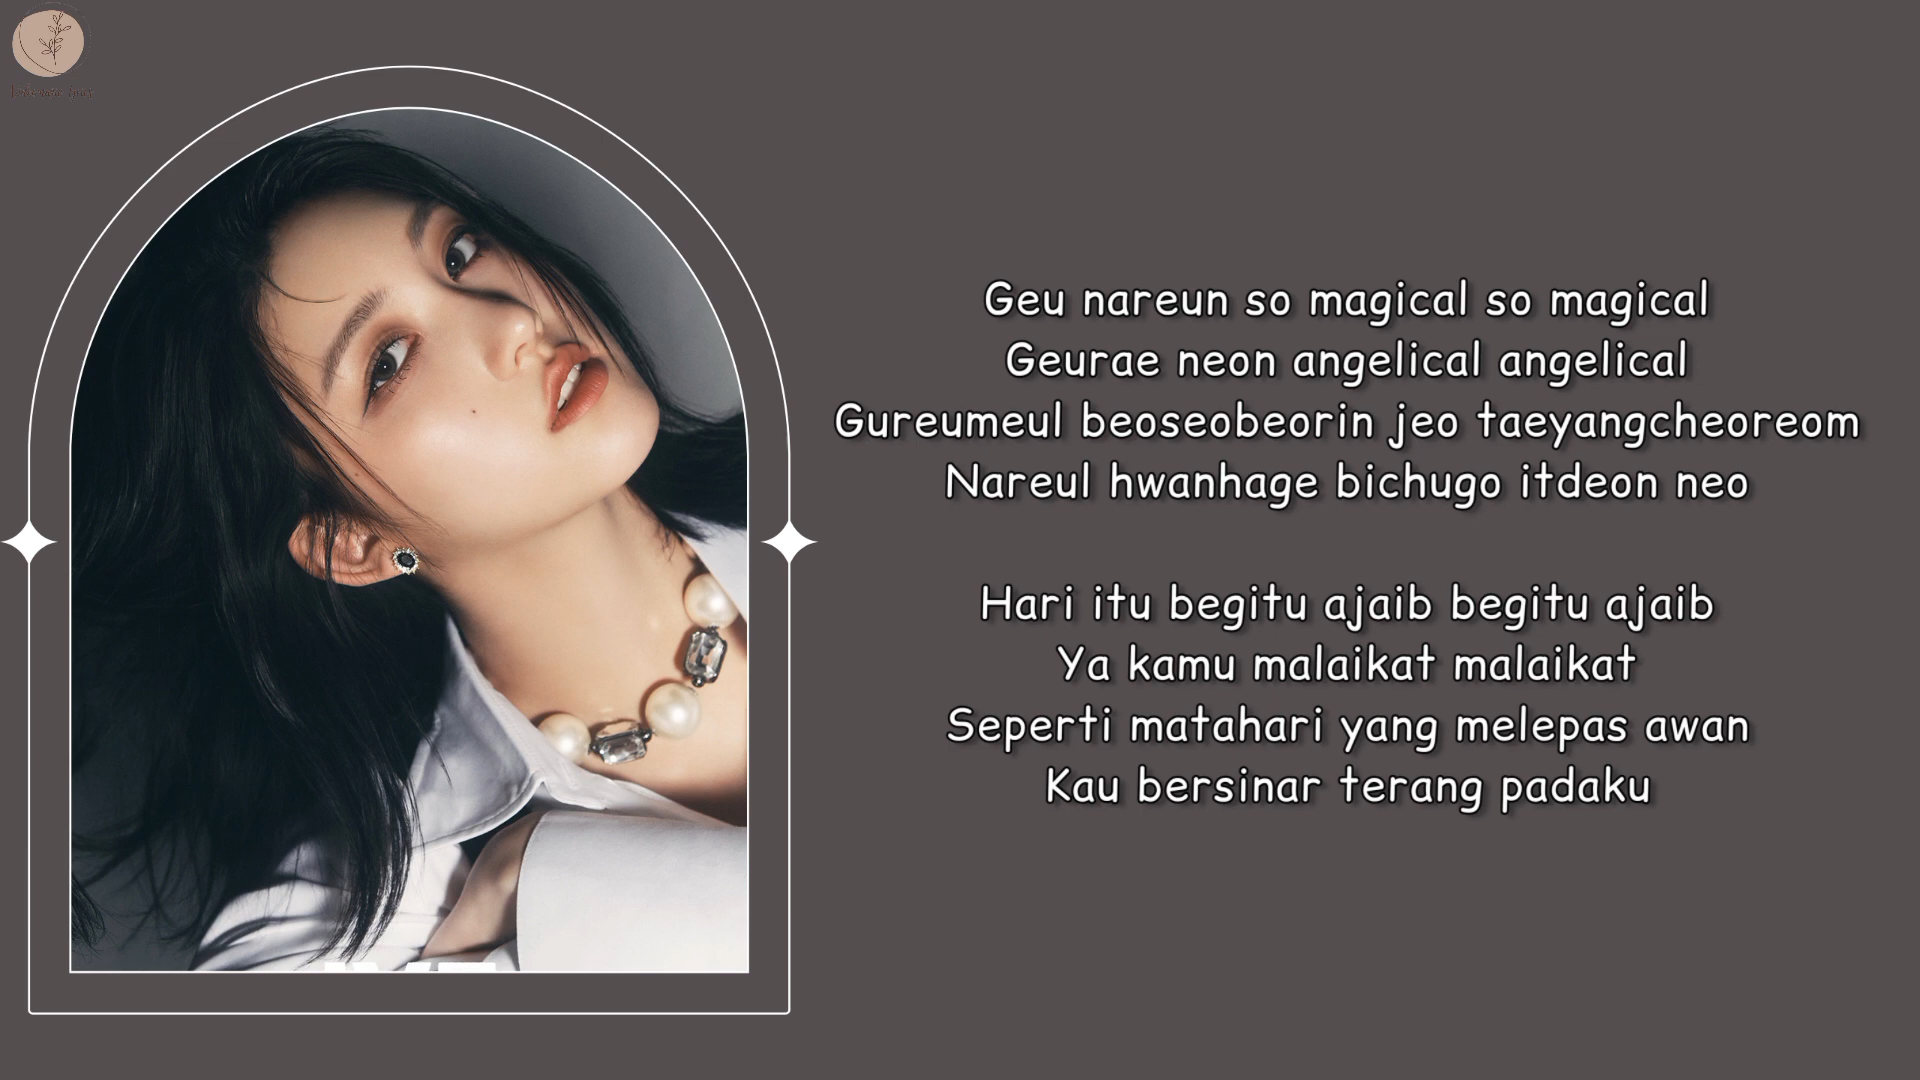 Geu nareun so magical so magical
Geurae neon angelical angelical
Gureumeul beoseobeorin jeo taeyangcheoreom
Nareul hwanhage bichugo itdeon neo
Hari itu begitu ajaib begitu ajaib
Ya kamu malaikat malaikat
Seperti matahari yang melepas awan
Kau bersinar terang padaku